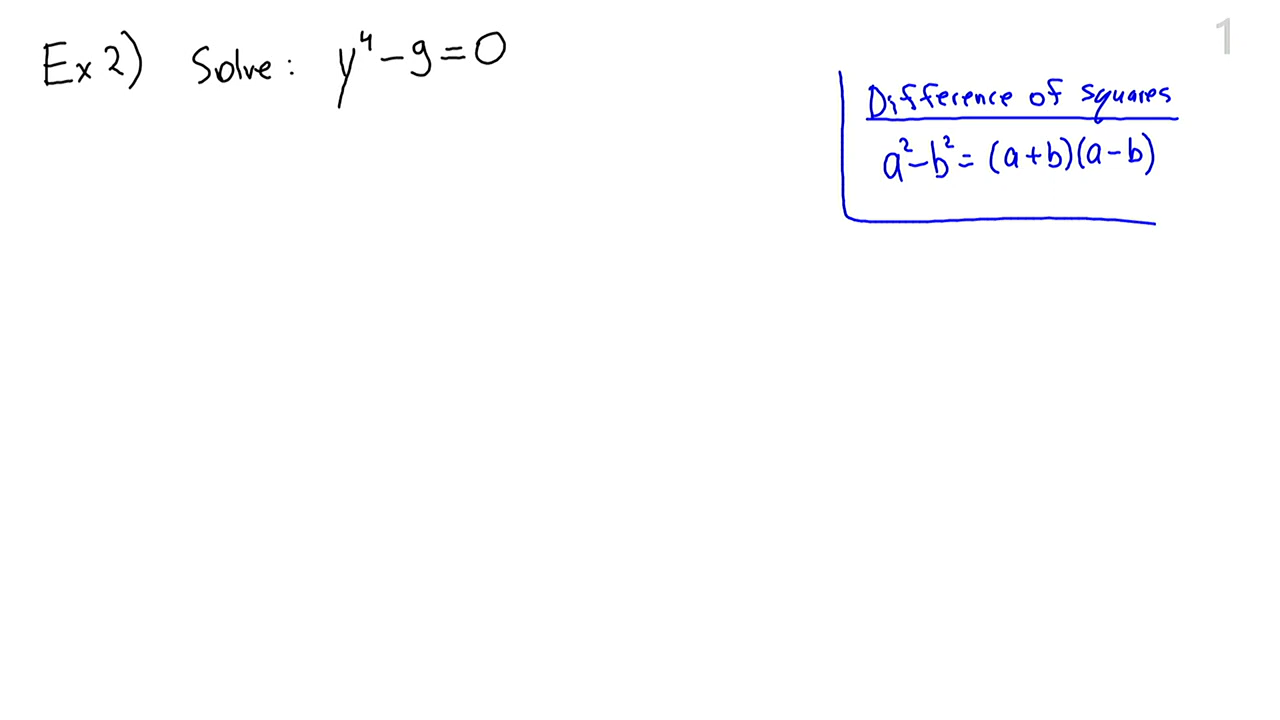 Ex 2) Solve: y⁴ - 9 = 0
1
Difference of squares
a² - b² = (a + b)(a - b)